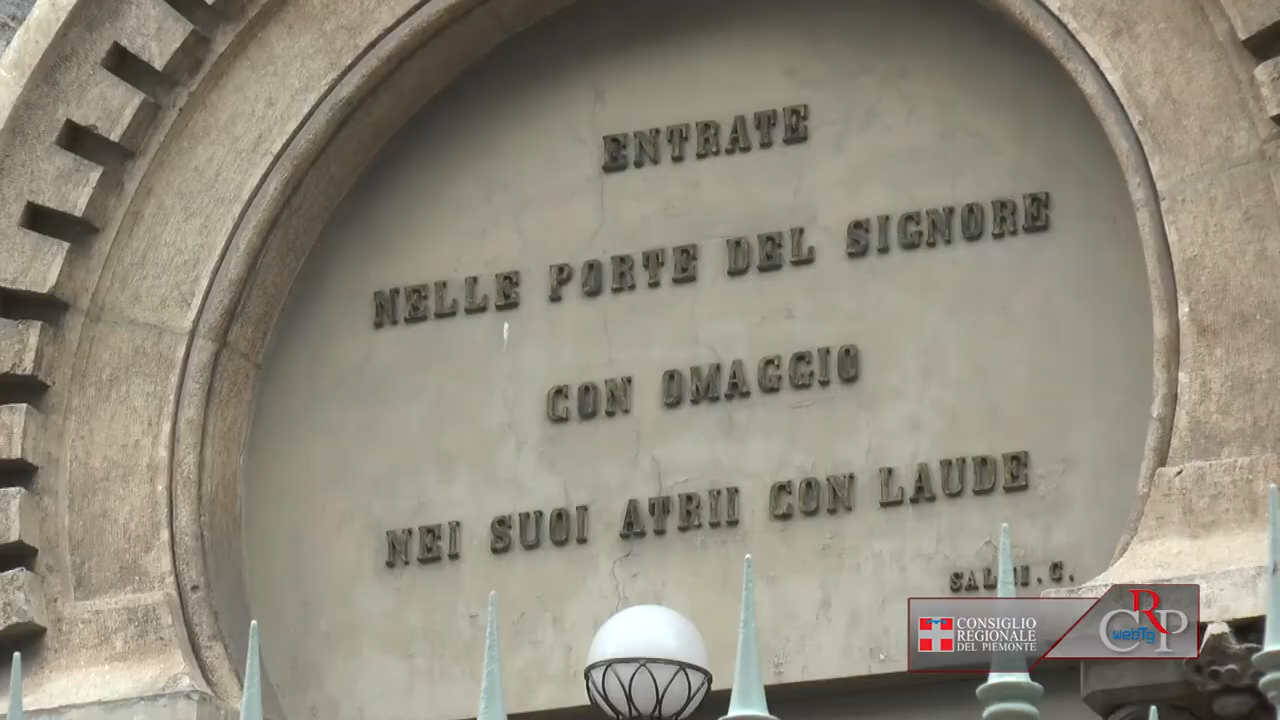 ENTRATE
NELLE PORTE DEL SIGNORE
CON OMAGGIO
NEI SUOI ATRII CON LAUDE
C.
CONSIGLIO
REGIONALE
DEL PIEMONTE
CRP
webTg